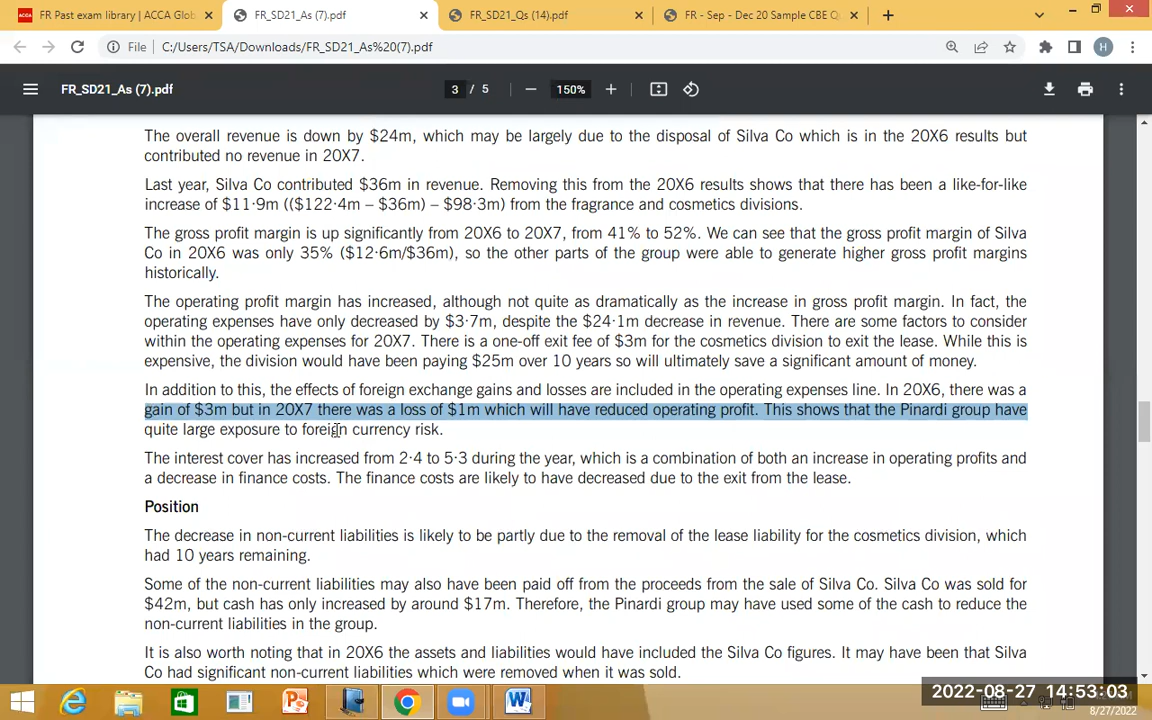 FR Past exam library | ACCA Glob
FR_SD21_As (7).pdf
FR_SD21_Qs (14).pdf
FR - Sep - Dec 20 Sample CBE Q
File
C:/Users/TSA/Downloads/FR_SD21_As%20(7).pdf
H
FR_SD21_As (7).pdf
3 / 5
150%
The overall revenue is down by $24m, which may be largely due to the disposal of Silva Co which is in the 20X6 results but
contributed no revenue in 20X7.
Last year, Silva Co contributed $36m in revenue. Removing this from the 20X6 results shows that there has been a like-for-like
increase of $11·9m (($122·4m – $36m) – $98·3m) from the fragrance and cosmetics divisions.
The gross profit margin is up significantly from 20X6 to 20X7, from 41% to 52%. We can see that the gross profit margin of Silva
Co in 20X6 was only 35% ($12·6m/$36m), so the other parts of the group were able to generate higher gross profit margins
historically.
The operating profit margin has increased, although not quite as dramatically as the increase in gross profit margin. In fact, the
operating expenses have only decreased by $3·7m, despite the $24·1m decrease in revenue. There are some factors to consider
within the operating expenses for 20X7. There is a one-off exit fee of $3m for the cosmetics division to exit the lease. While this is
expensive, the division would have been paying $25m over 10 years so will ultimately save a significant amount of money.
In addition to this, the effects of foreign exchange gains and losses are included in the operating expenses line. In 20X6, there was a
gain of $3m but in 20X7 there was a loss of $1m which will have reduced operating profit. This shows that the Pinardi group have
quite large exposure to foreign currency risk.
The interest cover has increased from 2·4 to 5·3 during the year, which is a combination of both an increase in operating profits and
a decrease in finance costs. The finance costs are likely to have decreased due to the exit from the lease.
Position
The decrease in non-current liabilities is likely to be partly due to the removal of the lease liability for the cosmetics division, which
had 10 years remaining.
Some of the non-current liabilities may also have been paid off from the proceeds from the sale of Silva Co. Silva Co was sold for
$42m, but cash has only increased by around $17m. Therefore, the Pinardi group may have used some of the cash to reduce the
non-current liabilities in the group.
It is also worth noting that in 20X6 the assets and liabilities would have included the Silva Co figures. It may have been that Silva
Co had significant non-current liabilities which were removed when it was sold.
2022-08-27 14:53:03
8/27/2022